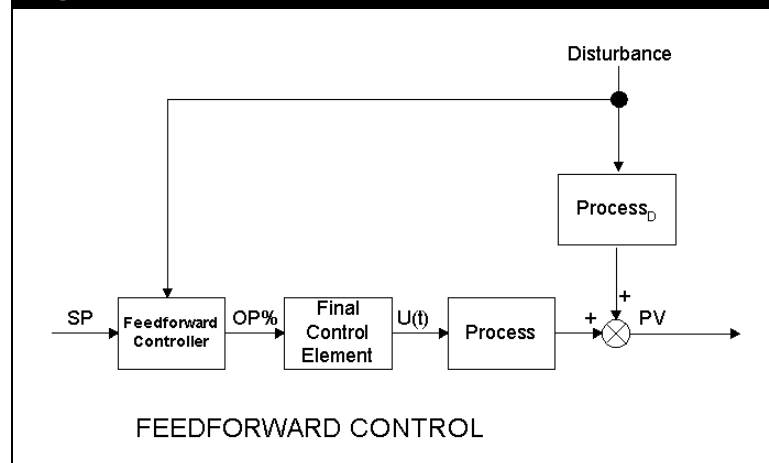 Disturbance
Process_D
+
SP
Feedforward
Controller
OP%
Final
Control
Element
U(t)
Process
+
PV
FEEDFORWARD CONTROL